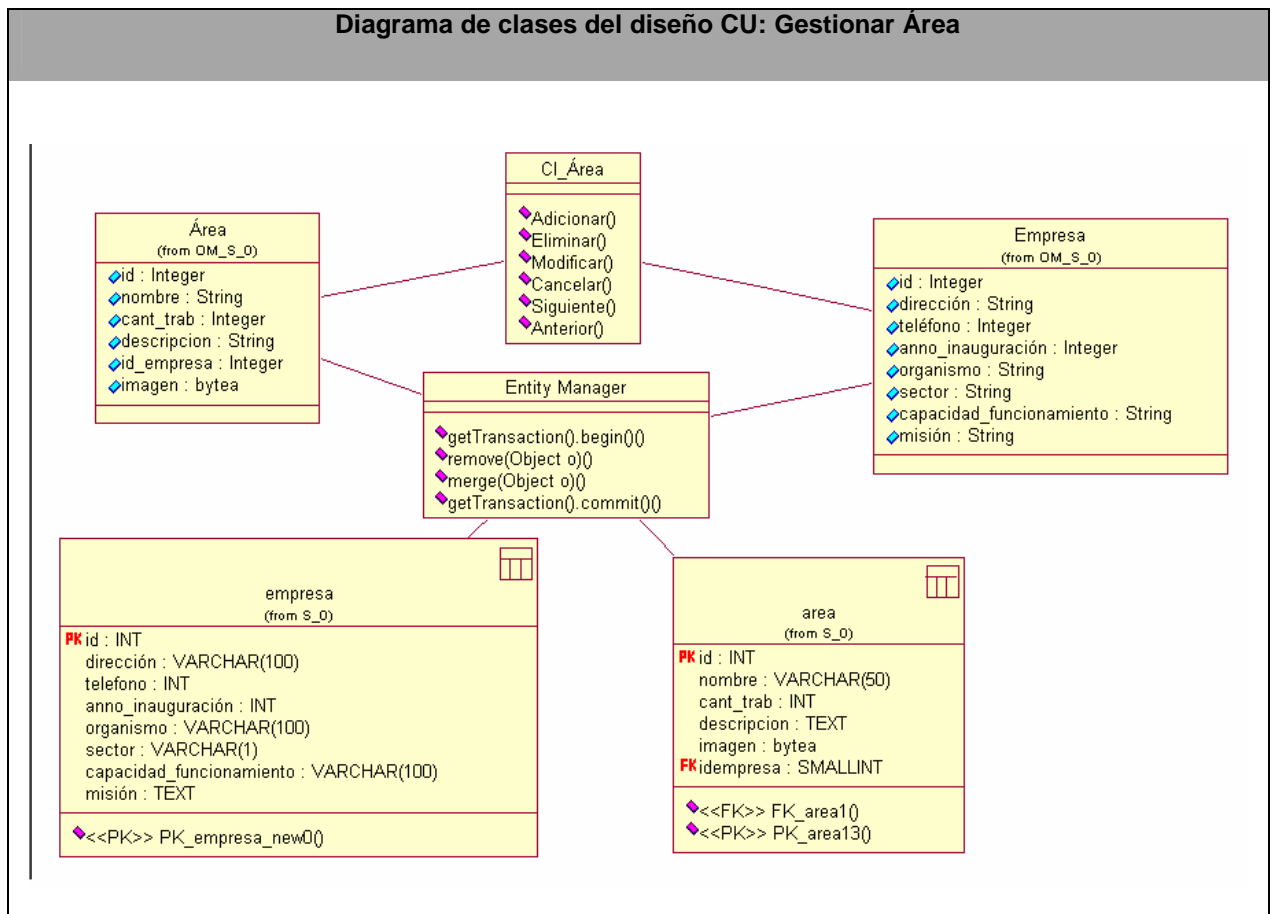 Diagrama de clases del diseño CU: Gestionar Área
CI_Área
Adicionar()
Eliminar()
Modificar()
Cancelar()
Siguiente()
Anterior()
Área
(from OM_S_0)
id : Integer
nombre : String
cant_trab : Integer
descripcion : String
id_empresa : Integer
imagen : bytea
Empresa
(from OM_S_0)
id : Integer
dirección : String
teléfono : Integer
anno_inauguración : Integer
organismo : String
sector : String
capacidad_funcionamiento : String
misión : String
Entity Manager
getTransaction().begin()()
remove(Object o)()
merge(Object o)()
getTransaction().commit()()
empresa
(from S_0)
PK id : INT
dirección : VARCHAR(100)
telefono : INT
anno_inauguración : INT
organismo : VARCHAR(100)
sector : VARCHAR(1)
capacidad_funcionamiento : VARCHAR(100)
misión : TEXT
<<PK>> PK_empresa_new0()
area
(from S_0)
PK id : INT
nombre : VARCHAR(50)
cant_trab : INT
descripcion : TEXT
imagen : bytea
FK idempresa : SMALLINT
<<FK>> FK_area1()
<<PK>> PK_area13()